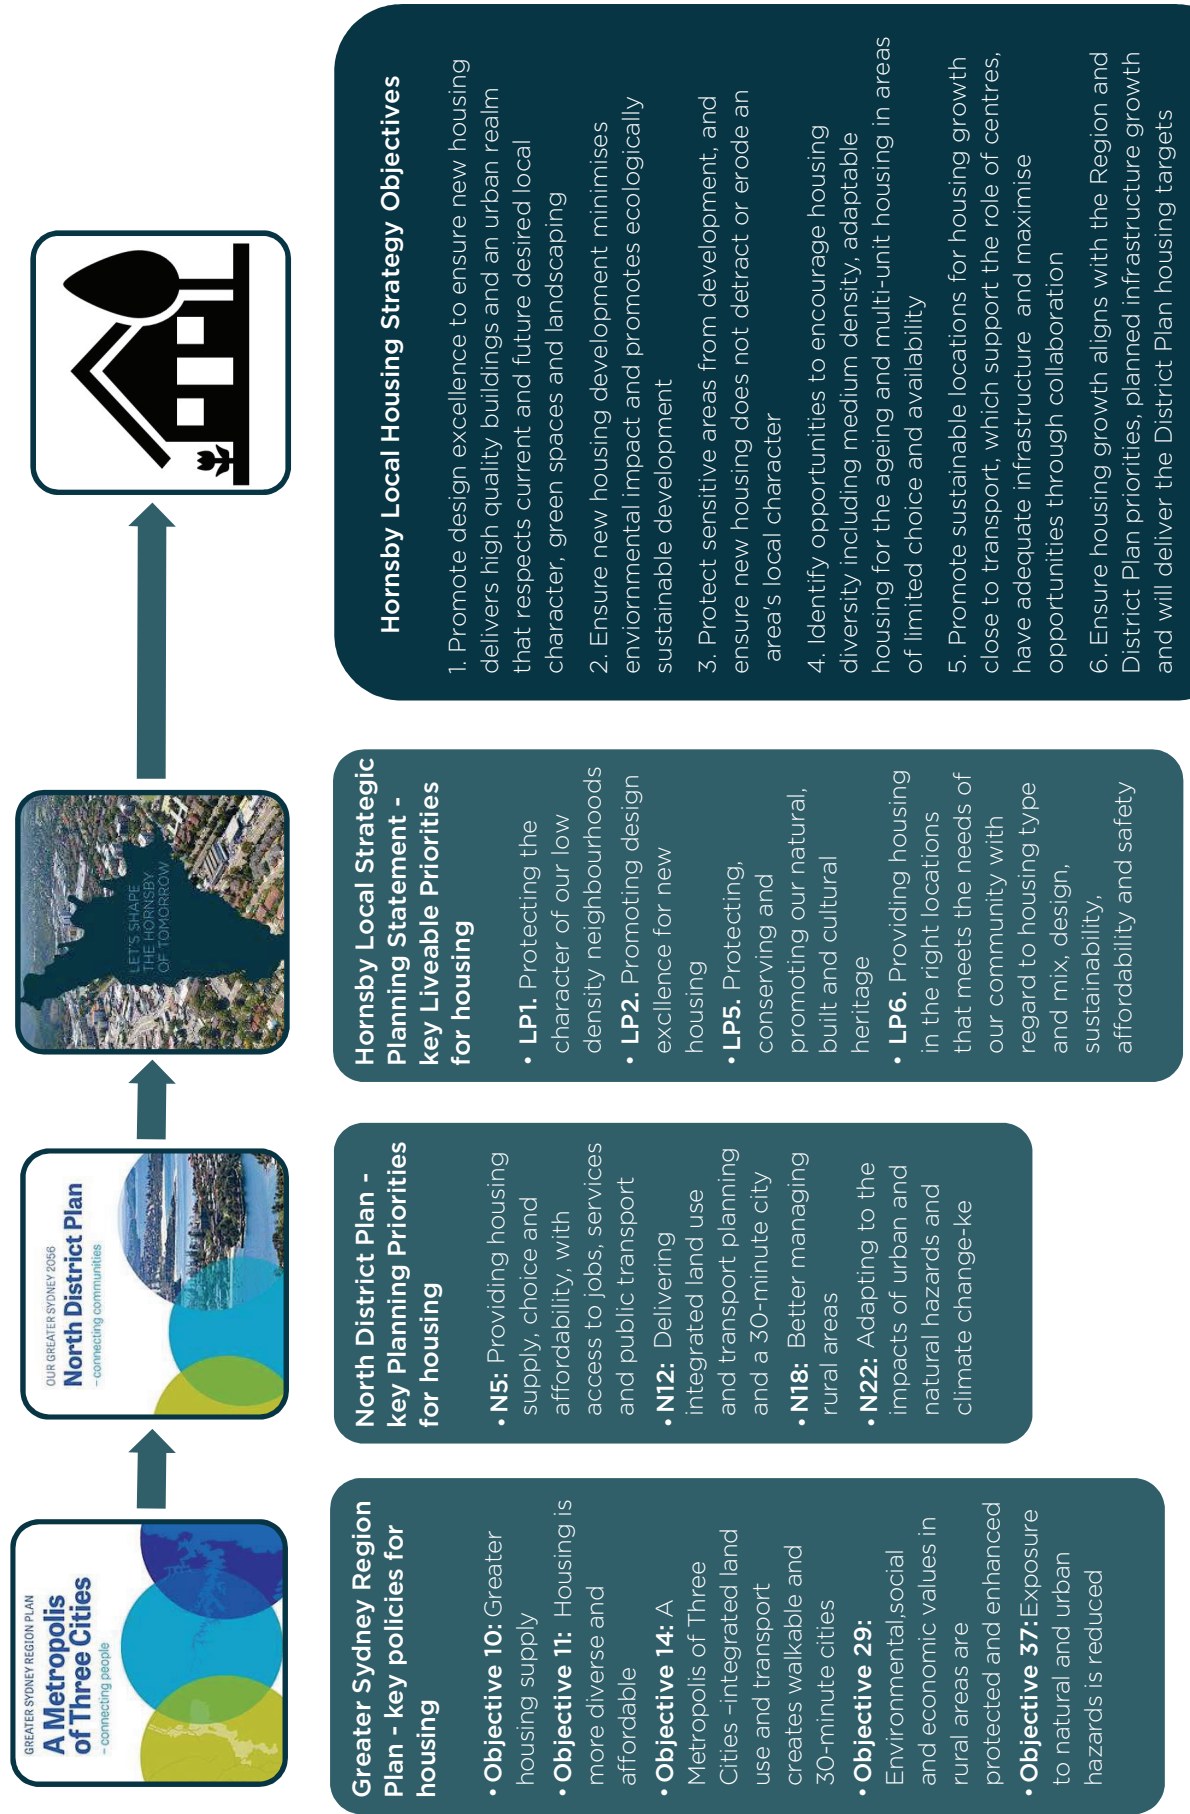 GREATER SYDNEY REGION PLAN
A Metropolis
of Three Cities
– connecting people
OUR GREATER SYDNEY 2056
North District Plan
– connecting communities
LET'S SHAPE
THE HORNSBY
OF TOMORROW
Greater Sydney Region
Plan - key policies for
housing
• Objective 10: Greater
housing supply
• Objective 11: Housing is
more diverse and
affordable
• Objective 14: A
Metropolis of Three
Cities –integrated land
use and transport
creates walkable and
30-minute cities
• Objective 29:
Environmental,social
and economic values in
rural areas are
protected and enhanced
• Objective 37: Exposure
to natural and urban
hazards is reduced
North District Plan -
key Planning Priorities
for housing
• N5: Providing housing
supply, choice and
affordability, with
access to jobs, services
and public transport
• N12: Delivering
integrated land use
and transport planning
and a 30-minute city
• N18: Better managing
rural areas
• N22: Adapting to the
impacts of urban and
natural hazards and
climate change-ke
Hornsby Local Strategic
Planning Statement -
key Liveable Priorities
for housing
• LP1. Protecting the
character of our low
density neighbourhoods
• LP2. Promoting design
excllence for new
housing
• LP5. Protecting,
conserving and
promoting our natural,
built and cultural
heritage
• LP6. Providing housing
in the right locations
that meets the needs of
our community with
regard to housing type
and mix, design,
sustainability,
affordability and safety
Hornsby Local Housing Strategy Objectives
1. Promote design excellence to ensure new housing
delivers high quality buildings and an urban realm
that respects current and future desired local
character, green spaces and landscaping
2. Ensure new housing development minimises
enviornmental impact and promotes ecologically
sustainable development
3. Protect sensitive areas from development, and
ensure new housing does not detract or erode an
area's local character
4. Identify opportunities to encourage housing
diversity including medium density, adaptable
housing for the ageing and multi-unit housing in areas
of limited choice and availability
5. Promote sustainable locations for housing growth
close to transport, which support the role of centres,
have adequate infrastructure and maximise
opportunities through collaboration
6. Ensure housing growth aligns with the Region and
District Plan priorities, planned infrastructure growth
and will deliver the District Plan housing targets